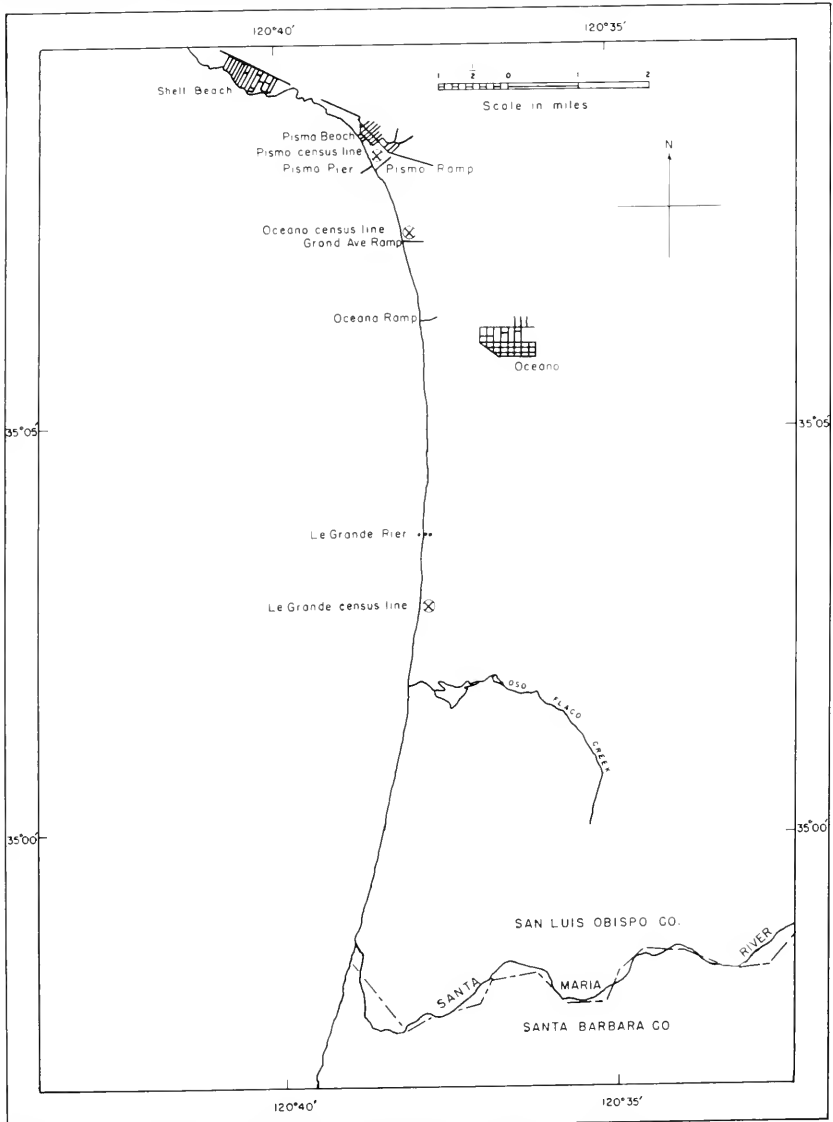 120°40'
120°35'
1 ½ 0 1 2
Scale in miles
Shell Beach
Pismo Beach
Pismo census line
Pismo Pier
Pismo Ramp
N
Oceano census line
Grand Ave Ramp
Oceano Ramp
Oceano
35°05'
35°05'
Le Grande Pier
Le Grande census line
OSO FLACO CREEK
35°00'
35°00'
SAN LUIS OBISPO CO.
SANTA MARIA RIVER
SANTA BARBARA CO
120°40'
120°35'